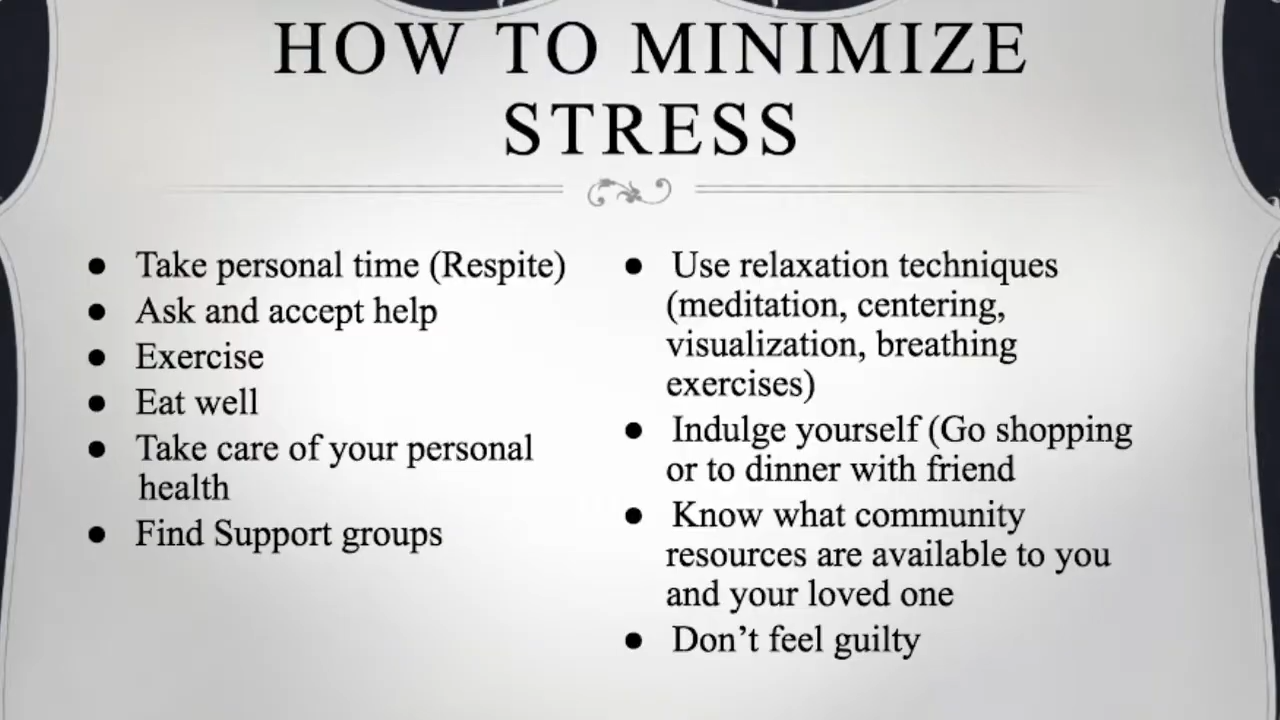 HOW TO MINIMIZE
STRESS
● Take personal time (Respite)
● Ask and accept help
● Exercise
● Eat well
● Take care of your personal
health
● Find Support groups
● Use relaxation techniques
(meditation, centering,
visualization, breathing
exercises)
● Indulge yourself (Go shopping
or to dinner with friend
● Know what community
resources are available to you
and your loved one
● Don’t feel guilty